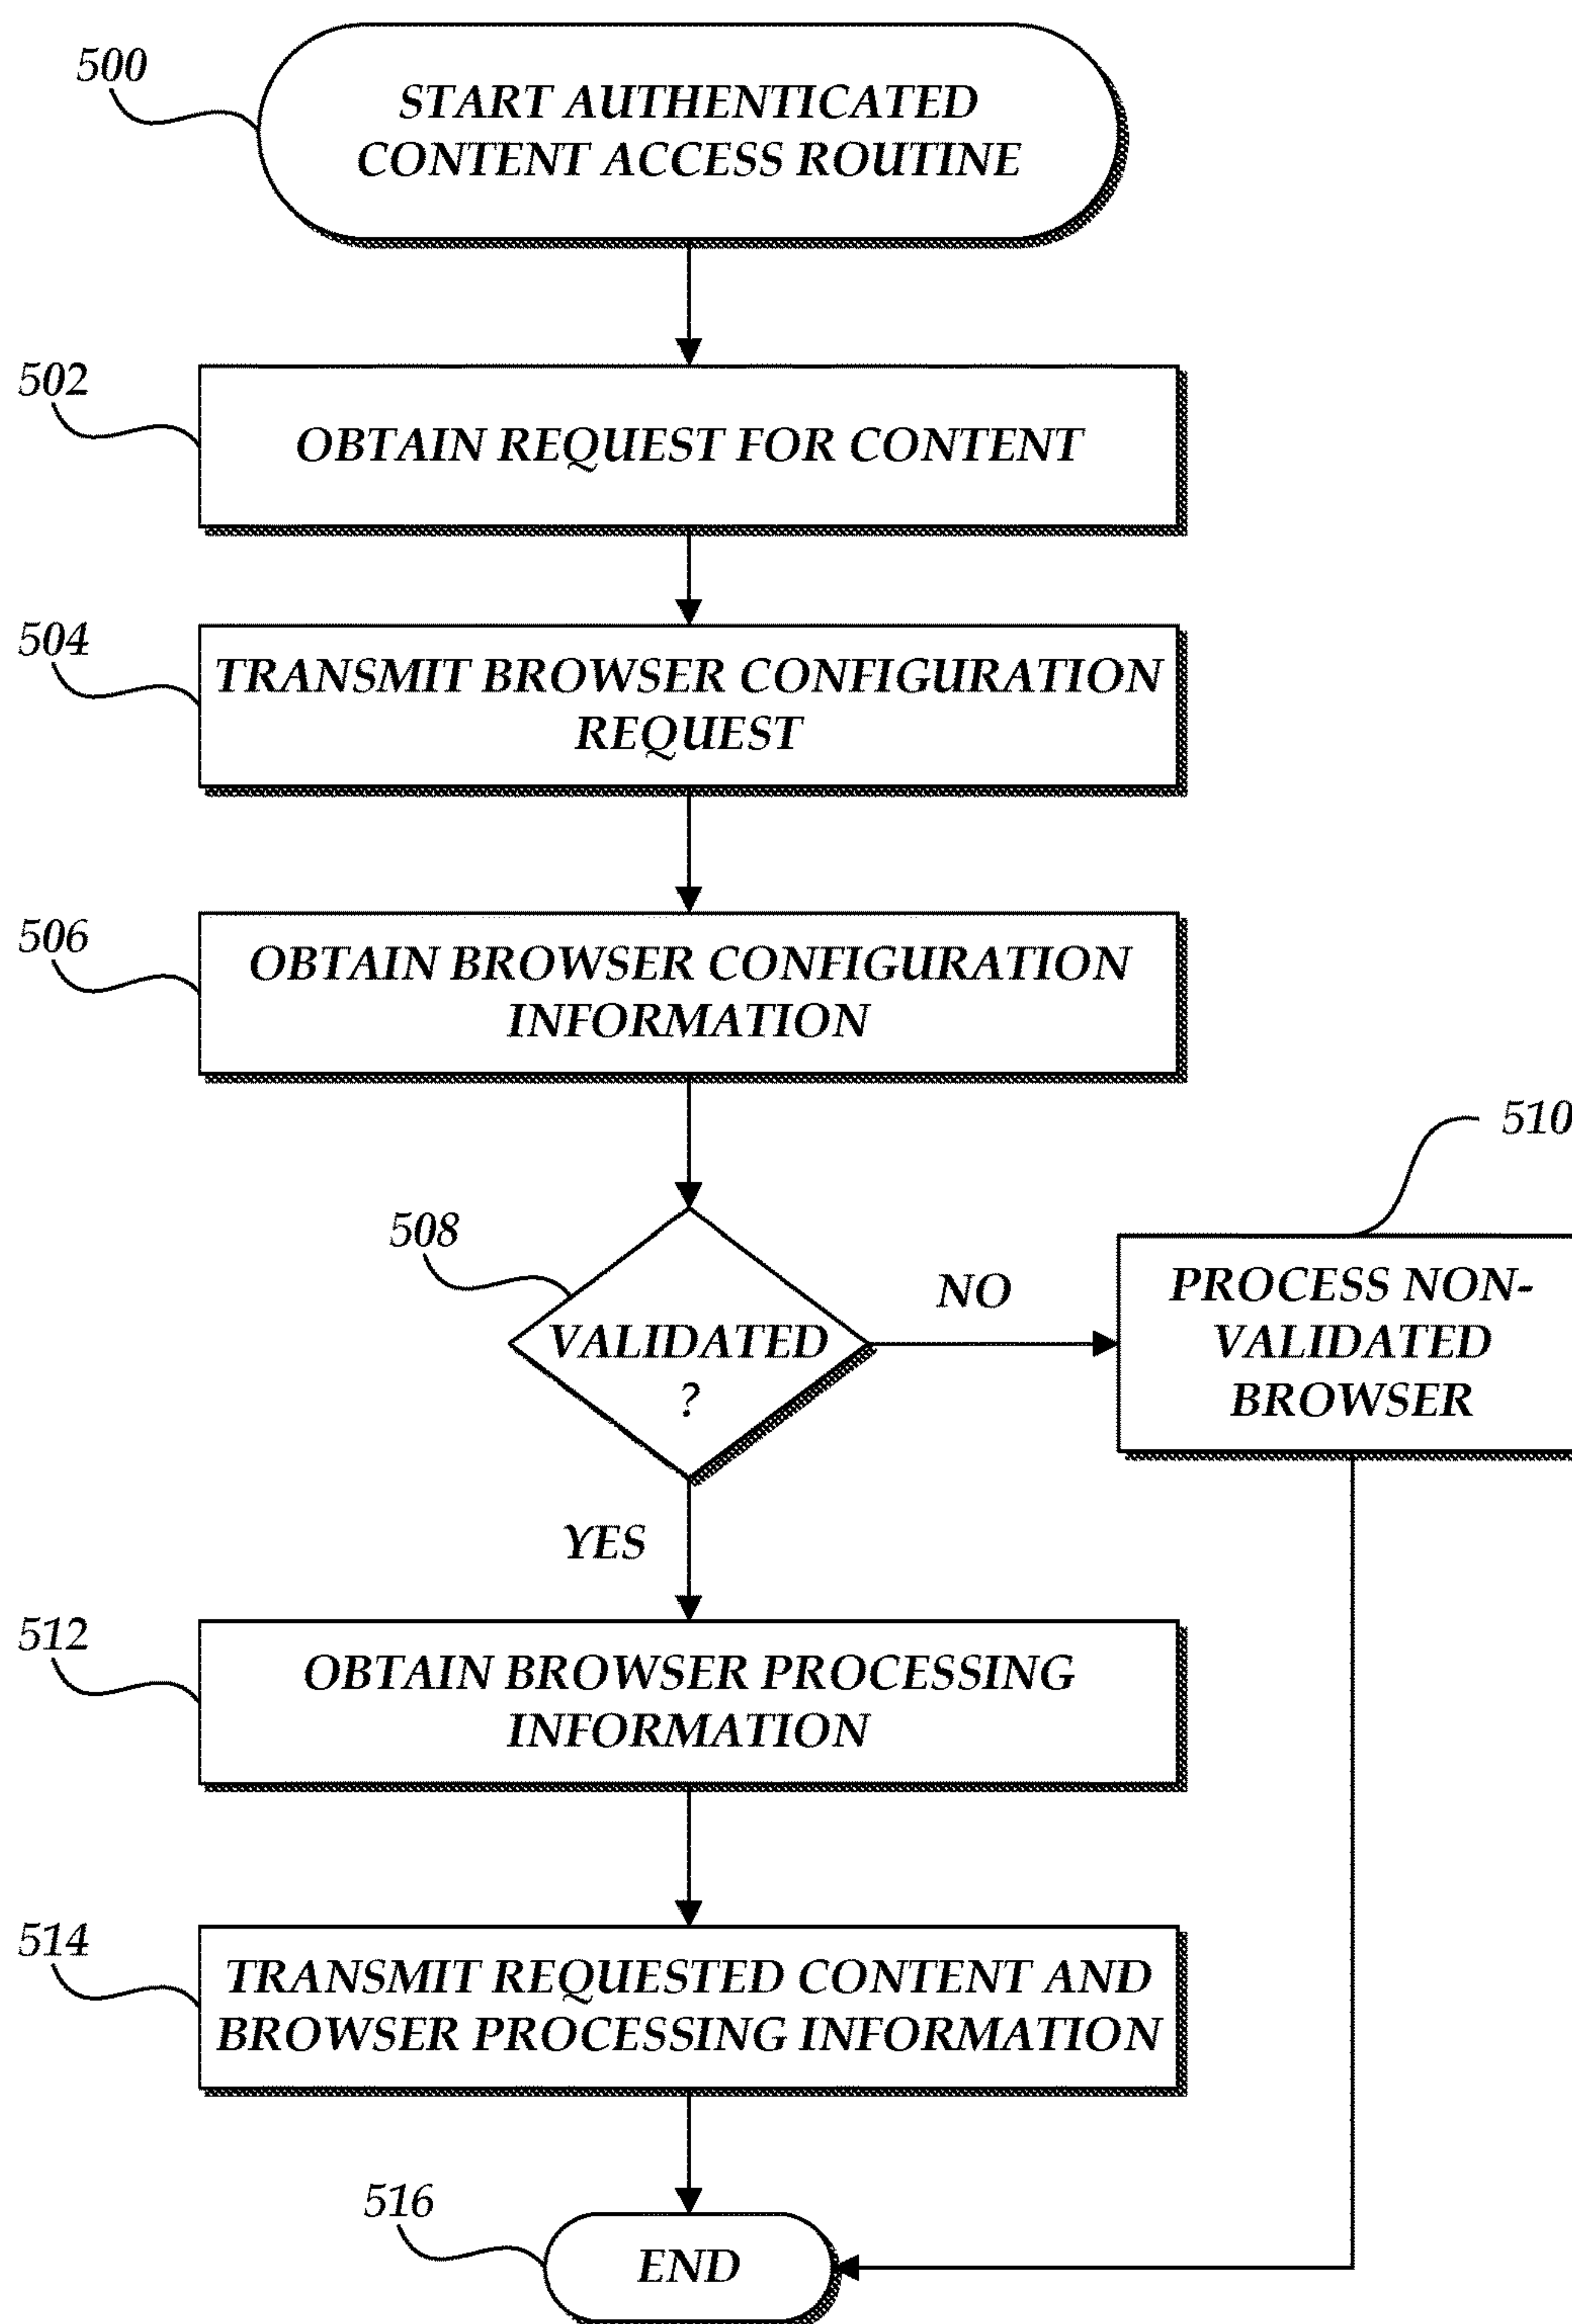 500
START AUTHENTICATED
CONTENT ACCESS ROUTINE
502
OBTAIN REQUEST FOR CONTENT
504
TRANSMIT BROWSER CONFIGURATION
REQUEST
506
OBTAIN BROWSER CONFIGURATION
INFORMATION
508
VALIDATED
?
NO
510
PROCESS NON-
VALIDATED
BROWSER
YES
512
OBTAIN BROWSER PROCESSING
INFORMATION
514
TRANSMIT REQUESTED CONTENT AND
BROWSER PROCESSING INFORMATION
516
END